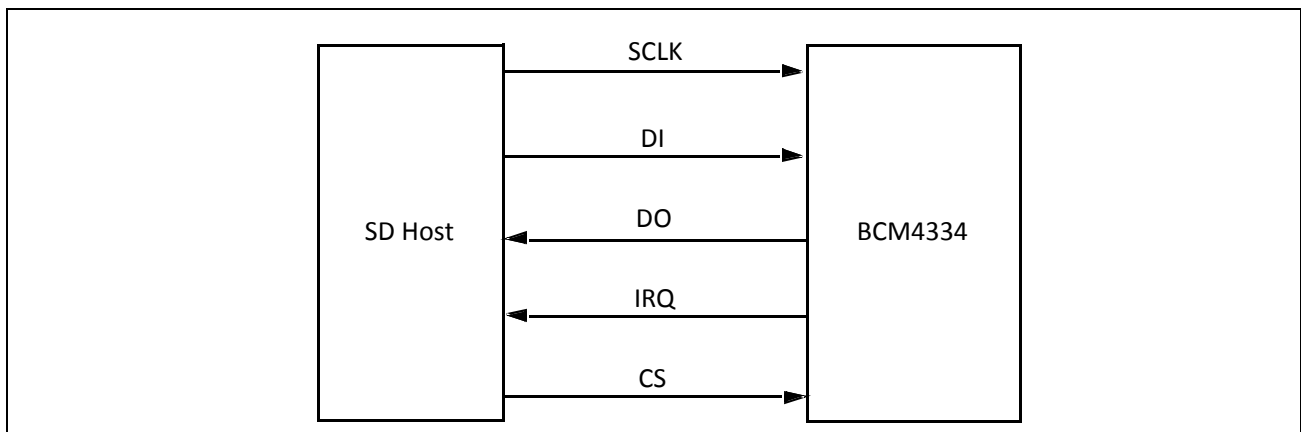 SCLK
DI
DO
SD Host
BCM4334
IRQ
CS